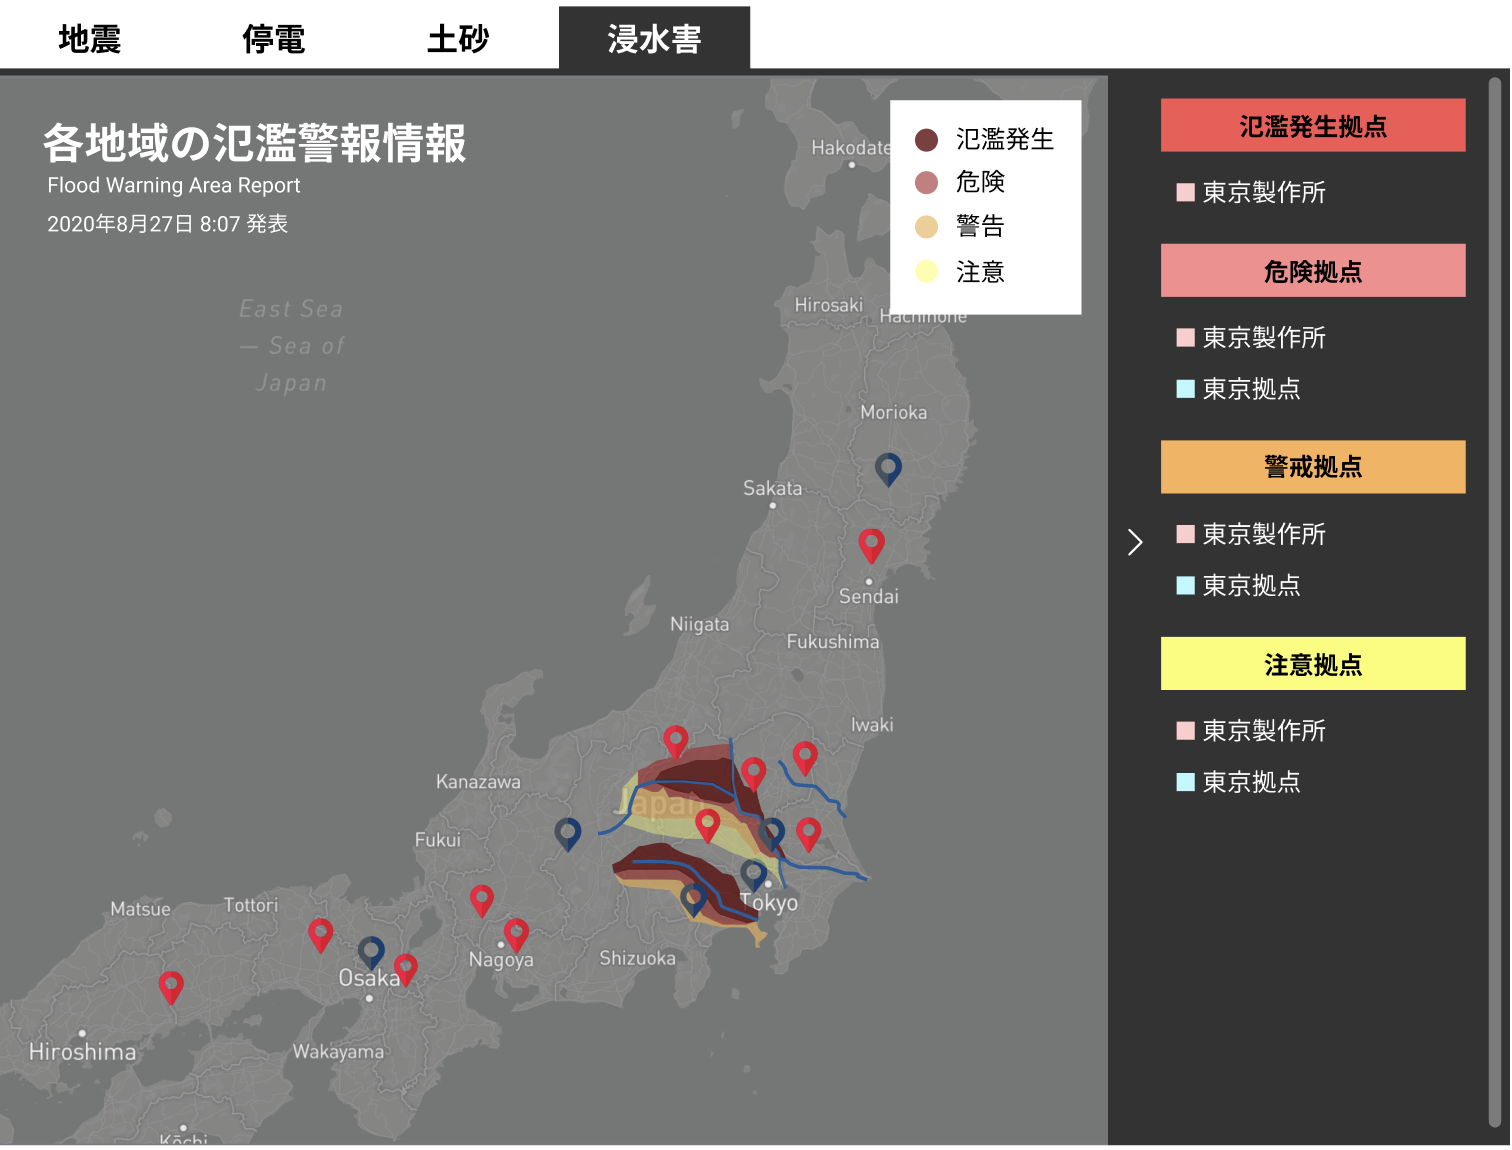 地震
停電
土砂
浸水害
各地域の氾濫警報情報
Flood Warning Area Report
2020年8月27日 8:07 発表
氾濫発生
危険
警告
注意
East Sea
— Sea of
Japan
Hakodate
Hirosaki
Hachinohe
Morioka
Sakata
Sendai
Niigata
Fukushima
Iwaki
Kanazawa
Japan
Fukui
Tokyo
Matsue
Tottori
Nagoya
Shizuoka
Osaka
Hiroshima
Wakayama
Kōchi
氾濫発生拠点
東京製作所
危険拠点
東京製作所
東京拠点
警戒拠点
東京製作所
東京拠点
注意拠点
東京製作所
東京拠点